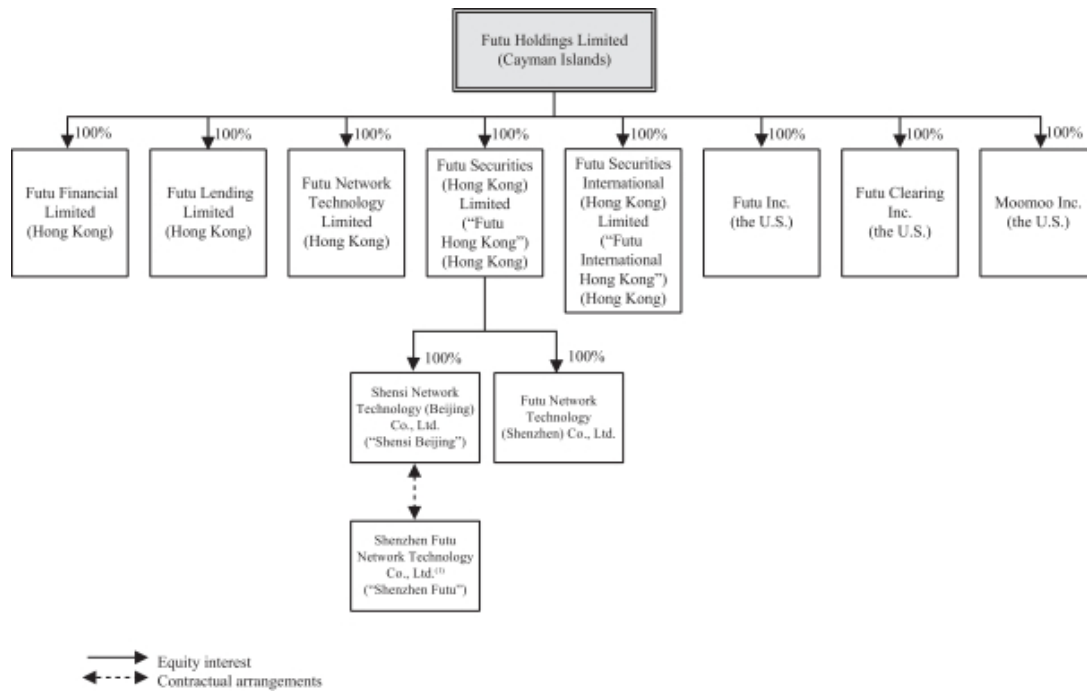 Futu Holdings Limited
(Cayman Islands)
100%
100%
100%
100%
100%
100%
100%
100%
Futu Financial
Limited
(Hong Kong)
Futu Lending
Limited
(Hong Kong)
Futu Network
Technology
Limited
(Hong Kong)
Futu Securities
(Hong Kong)
Limited
(“Futu
Hong Kong”)
(Hong Kong)
Futu Securities
International
(Hong Kong)
Limited
(“Futu
International
Hong Kong”)
(Hong Kong)
Futu Inc.
(the U.S.)
Futu Clearing
Inc.
(the U.S.)
Moomoo Inc.
(the U.S.)
100%
100%
Shensi Network
Technology (Beijing)
Co., Ltd.
(“Shensi Beijing”)
Futu Network
Technology
(Shenzhen) Co., Ltd.
Shenzhen Futu
Network Technology
Co., Ltd.(1)
(“Shenzhen Futu”)
Equity interest
Contractual arrangements